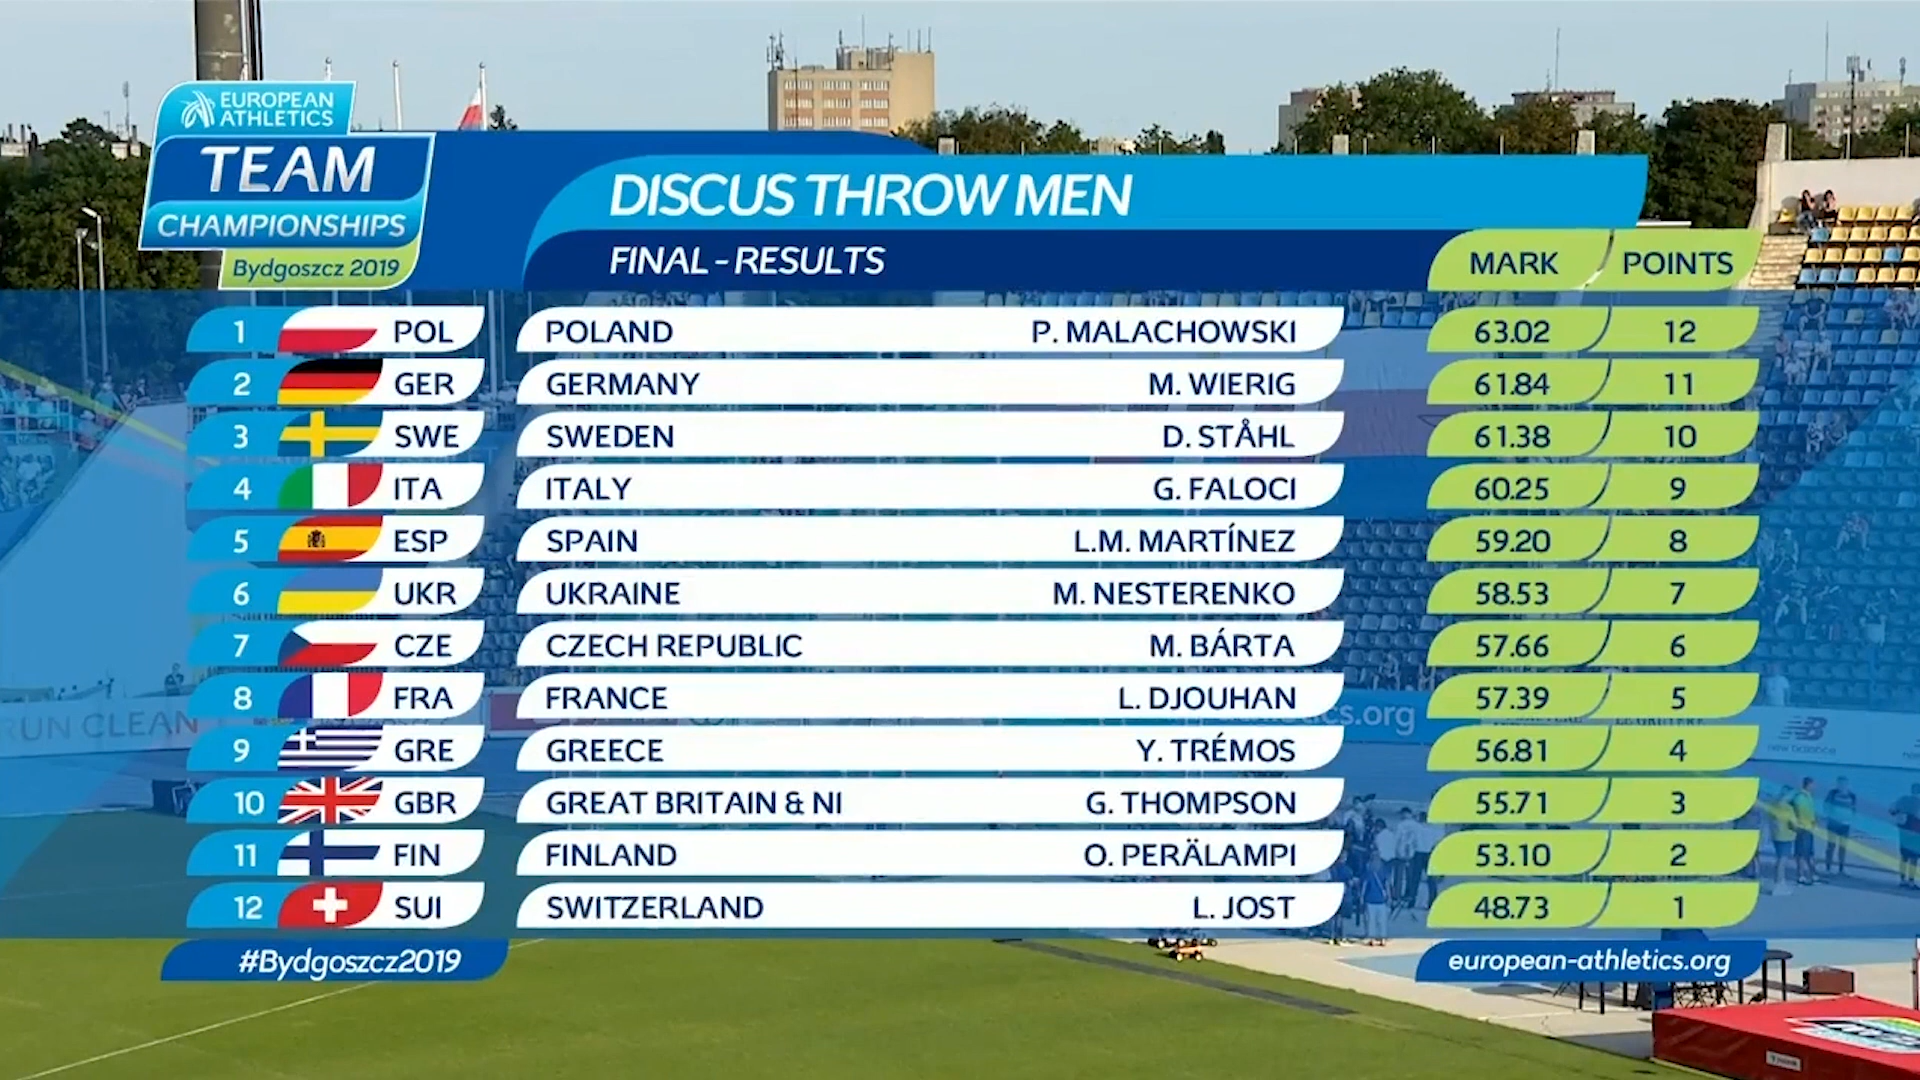 EUROPEAN
ATHLETICS
TEAM
CHAMPIONSHIPS
Bydgoszcz 2019
DISCUS THROW MEN
FINAL - RESULTS
MARK POINTS
1 POL POLAND P. MALACHOWSKI 63.02 12
2 GER GERMANY M. WIERIG 61.84 11
3 SWE SWEDEN D. STÅHL 61.38 10
4 ITA ITALY G. FALOCI 60.25 9
5 ESP SPAIN L.M. MARTÍNEZ 59.20 8
6 UKR UKRAINE M. NESTERENKO 58.53 7
7 CZE CZECH REPUBLIC M. BÁRTA 57.66 6
8 FRA FRANCE L. DJOUHAN 57.39 5
9 GRE GREECE Y. TRÉMOS 56.81 4
10 GBR GREAT BRITAIN & NI G. THOMPSON 55.71 3
11 FIN FINLAND O. PERÄLAMPI 53.10 2
12 SUI SWITZERLAND L. JOST 48.73 1
RUN CLEAN
new balance
#Bydgoszcz2019
european-athletics.org